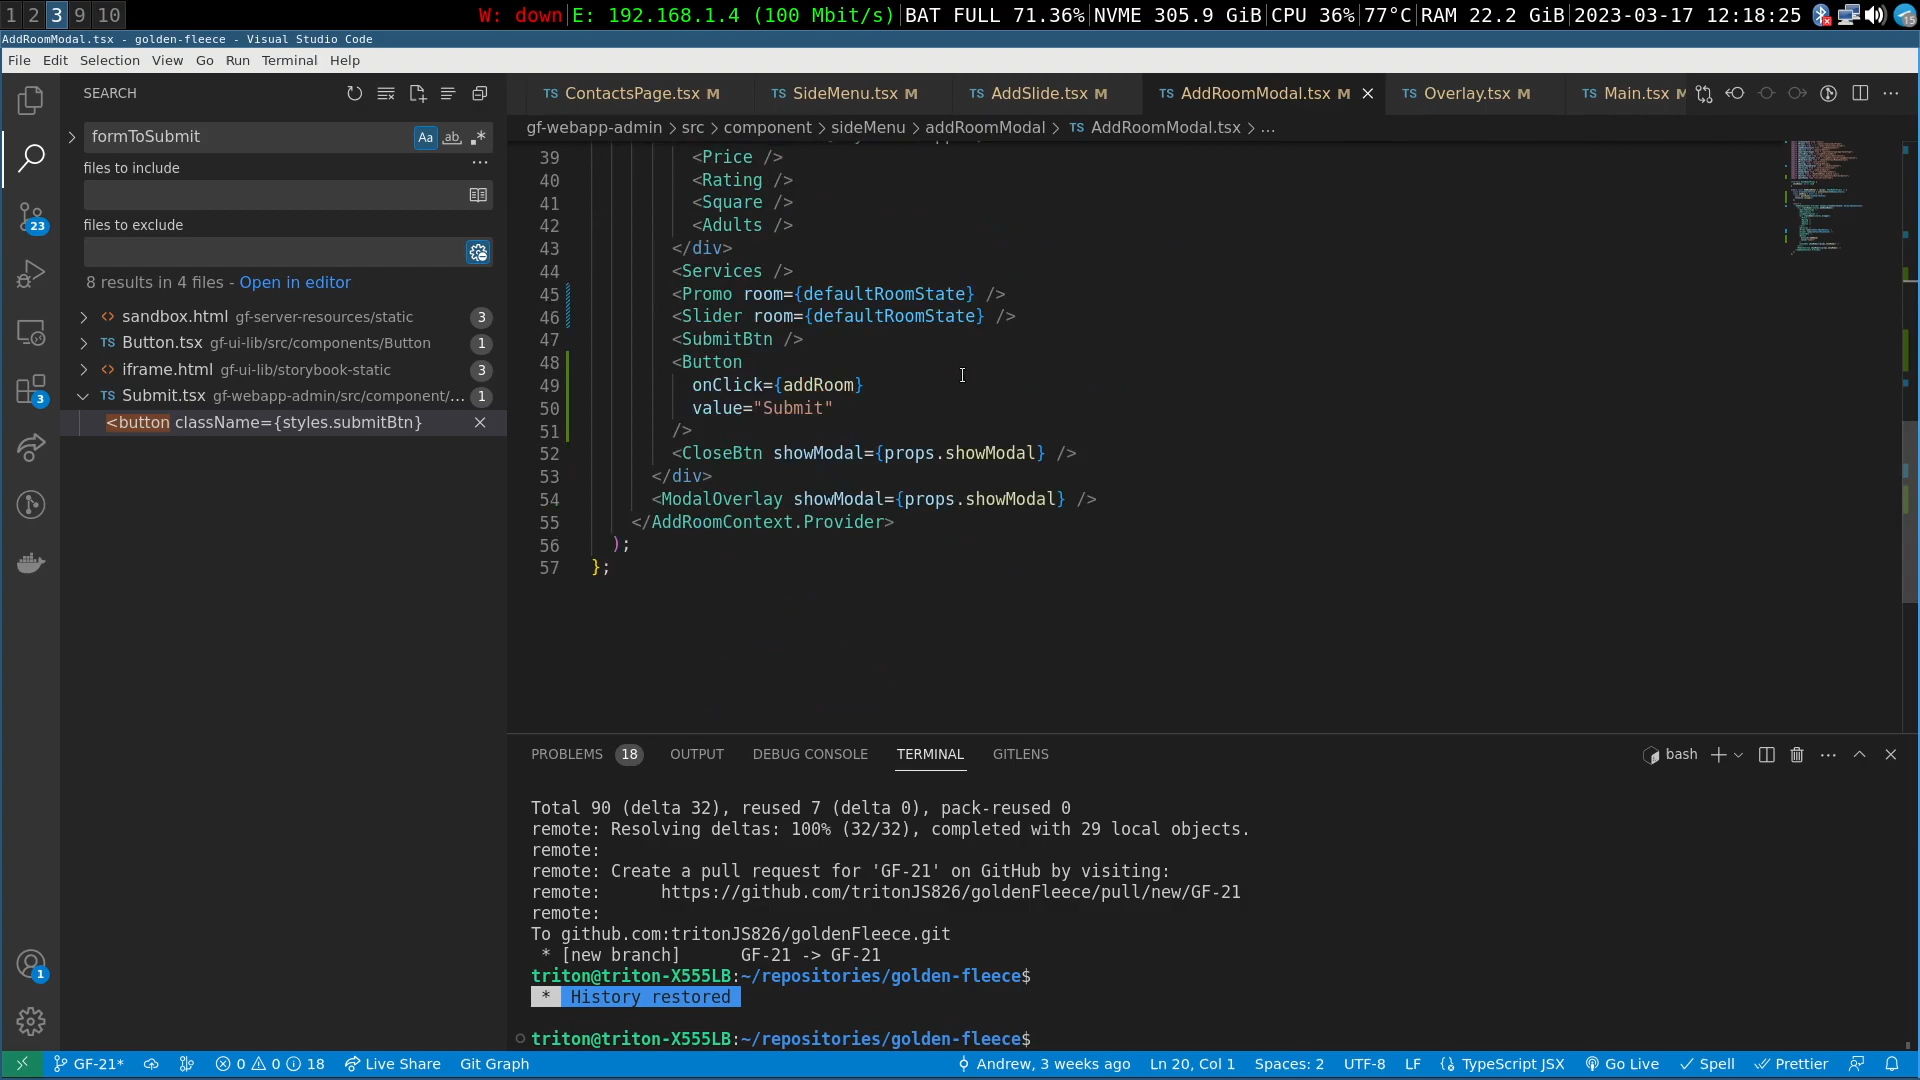 1 2 3 9 10
W: down|E: 192.168.1.4 (100 Mbit/s)|BAT FULL 71.36%|NVME 305.9 GiB|CPU 36%|77°C|RAM 22.2 GiB|2023-03-17 12:18:25
AddRoomModal.tsx - golden-fleece - Visual Studio Code
File Edit Selection View Go Run Terminal Help
SEARCH
formToSubmit
Aa ab .*
files to include
files to exclude
8 results in 4 files - Open in editor
sandbox.html gf-server-resources/static 3
TS Button.tsx gf-ui-lib/src/components/Button 1
iframe.html gf-ui-lib/storybook-static 3
TS Submit.tsx gf-webapp-admin/src/component/... 1
<button className={styles.submitBtn}
23
3
1
TS ContactsPage.tsx M TS SideMenu.tsx M TS AddSlide.tsx M TS AddRoomModal.tsx M TS Overlay.tsx M TS Main.tsx M
gf-webapp-admin > src > component > sideMenu > addRoomModal > TS AddRoomModal.tsx > ...
39 <Price />
40 <Rating />
41 <Square />
42 <Adults />
43 </div>
44 <Services />
45 <Promo room={defaultRoomState} />
46 <Slider room={defaultRoomState} />
47 <SubmitBtn />
48 <Button
49 onClick={addRoom}
50 value="Submit"
51 />
52 <CloseBtn showModal={props.showModal} />
53 </div>
54 <ModalOverlay showModal={props.showModal} />
55 </AddRoomContext.Provider>
56 );
57 };
PROBLEMS 18 OUTPUT DEBUG CONSOLE TERMINAL GITLENS
bash
Total 90 (delta 32), reused 7 (delta 0), pack-reused 0
remote: Resolving deltas: 100% (32/32), completed with 29 local objects.
remote:
remote: Create a pull request for 'GF-21' on GitHub by visiting:
remote: https://github.com/tritonJS826/goldenFleece/pull/new/GF-21
remote:
To github.com:tritonJS826/goldenFleece.git
* [new branch] GF-21 -> GF-21
triton@triton-X555LB:~/repositories/golden-fleece$
* History restored
triton@triton-X555LB:~/repositories/golden-fleece$
GF-21* 0 0 18 Live Share Git Graph Andrew, 3 weeks ago Ln 20, Col 1 Spaces: 2 UTF-8 LF {} TypeScript JSX Go Live Spell Prettier